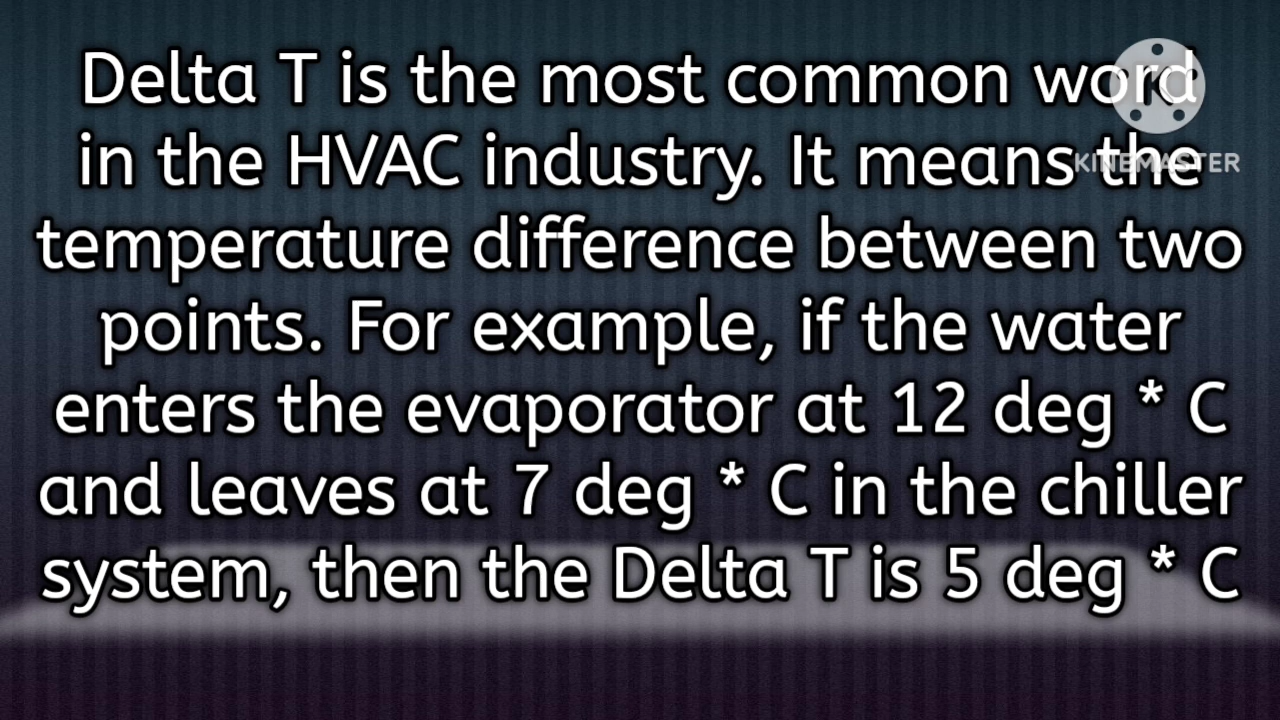 Delta T is the most common word
in the HVAC industry. It means the
temperature difference between two
points. For example, if the water
enters the evaporator at 12 deg * C
and leaves at 7 deg * C in the chiller
system, then the Delta T is 5 deg * C
K
KINEMASTER